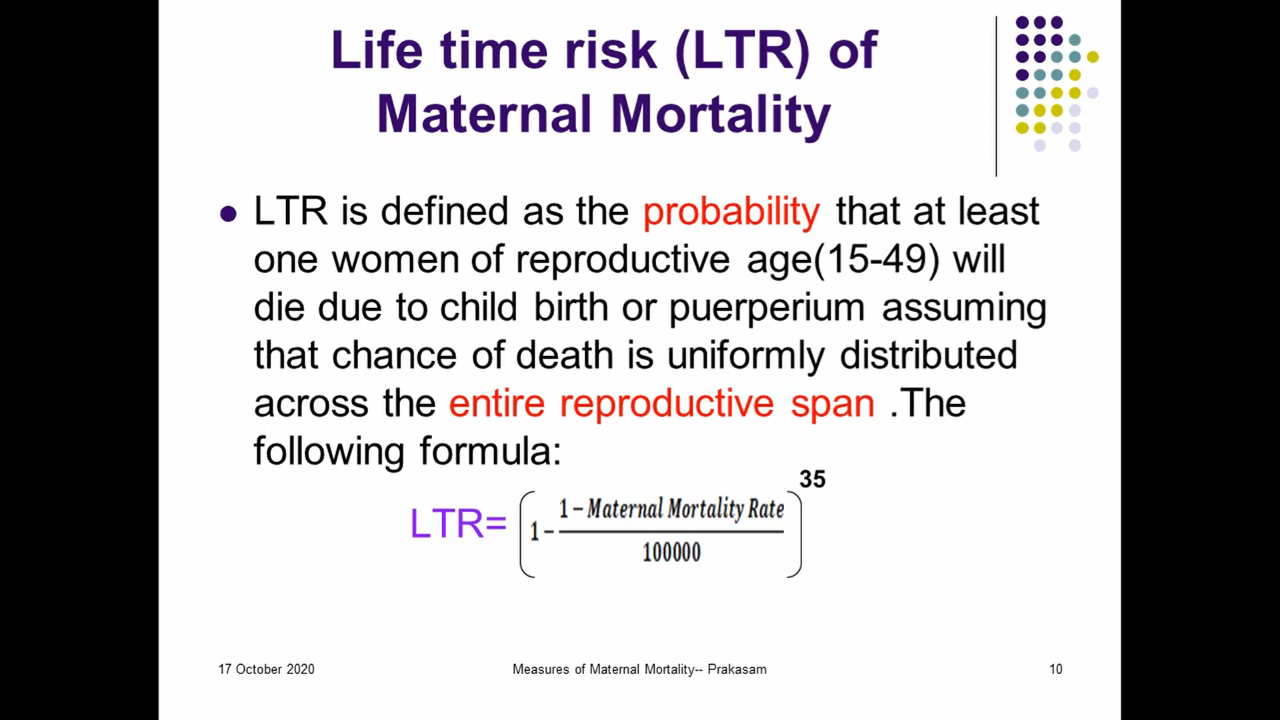 Life time risk (LTR) of
Maternal Mortality
LTR is defined as the probability that at least
one women of reproductive age(15-49) will
die due to child birth or puerperium assuming
that chance of death is uniformly distributed
across the entire reproductive span .The
following formula:
35
LTR= (1 − 1 − Maternal Mortality Rate
100000)
17 October 2020 Measures of Maternal Mortality-- Prakasam 10